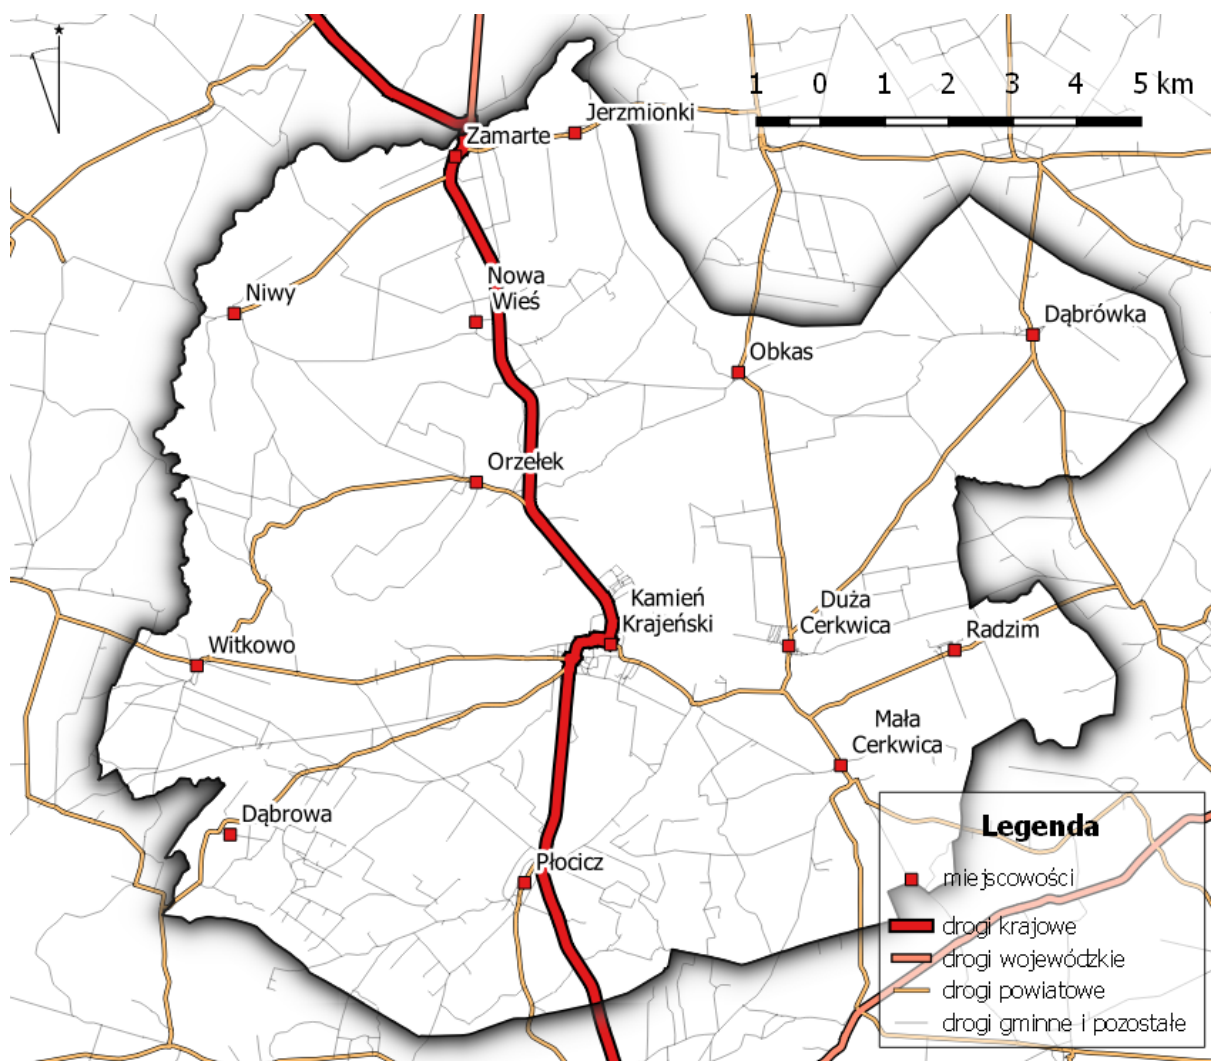 1 0 1 2 3 4 5 km
Jerzmionki
Zamarte
Nowa
Wieś
Niwy
Dąbrówka
Obkas
Orzełek
Kamień
Krajeński
Duża
Cerkwica
Radzim
Witkowo
Mała
Cerkwica
Dąbrowa
Płocicz
Legenda
miejscowości
drogi krajowe
drogi wojewódzkie
drogi powiatowe
drogi gminne i pozostałe